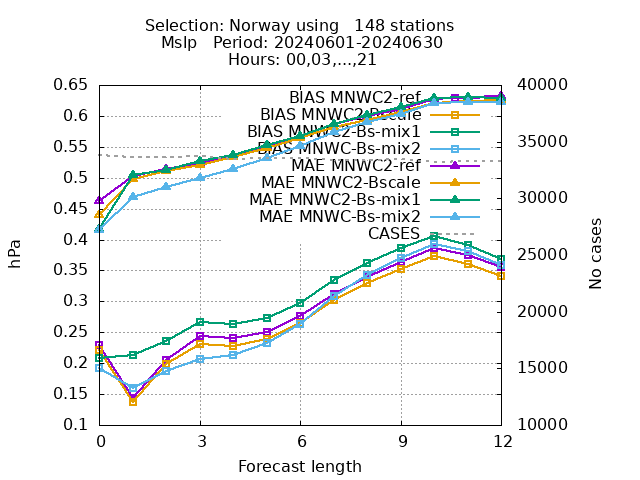 Selection: Norway using   148 stations
Mslp   Period: 20240601-20240630
Hours: 00,03,...,21
0.65
0.6
0.55
0.5
0.45
0.4
0.35
0.3
0.25
0.2
0.15
0.1
hPa
40000
35000
30000
25000
20000
15000
10000
No cases
BIAS MNWC2-ref
BIAS MNWC2-Bscale
BIAS MNWC2-Bs-mix1
BIAS MNWC-Bs-mix2
MAE MNWC2-ref
MAE MNWC2-Bscale
MAE MNWC2-Bs-mix1
MAE MNWC-Bs-mix2
CASES
0 3 6 9 12
Forecast length